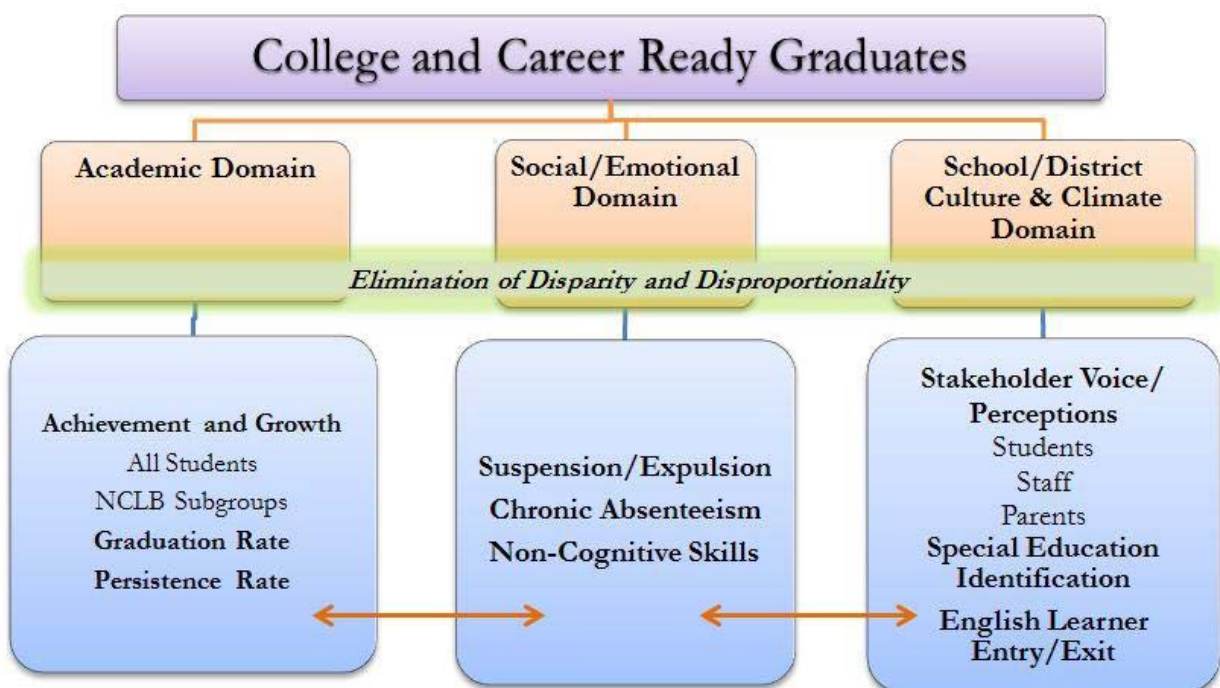 College and Career Ready Graduates
Academic Domain
Social/Emotional
Domain
School/District
Culture & Climate
Domain
Elimination of Disparity and Disproportionality
Achievement and Growth
All Students
NCLB Subgroups
Graduation Rate
Persistence Rate
Suspension/Expulsion
Chronic Absenteeism
Non-Cognitive Skills
Stakeholder Voice/
Perceptions
Students
Staff
Parents
Special Education
Identification
English Learner
Entry/Exit